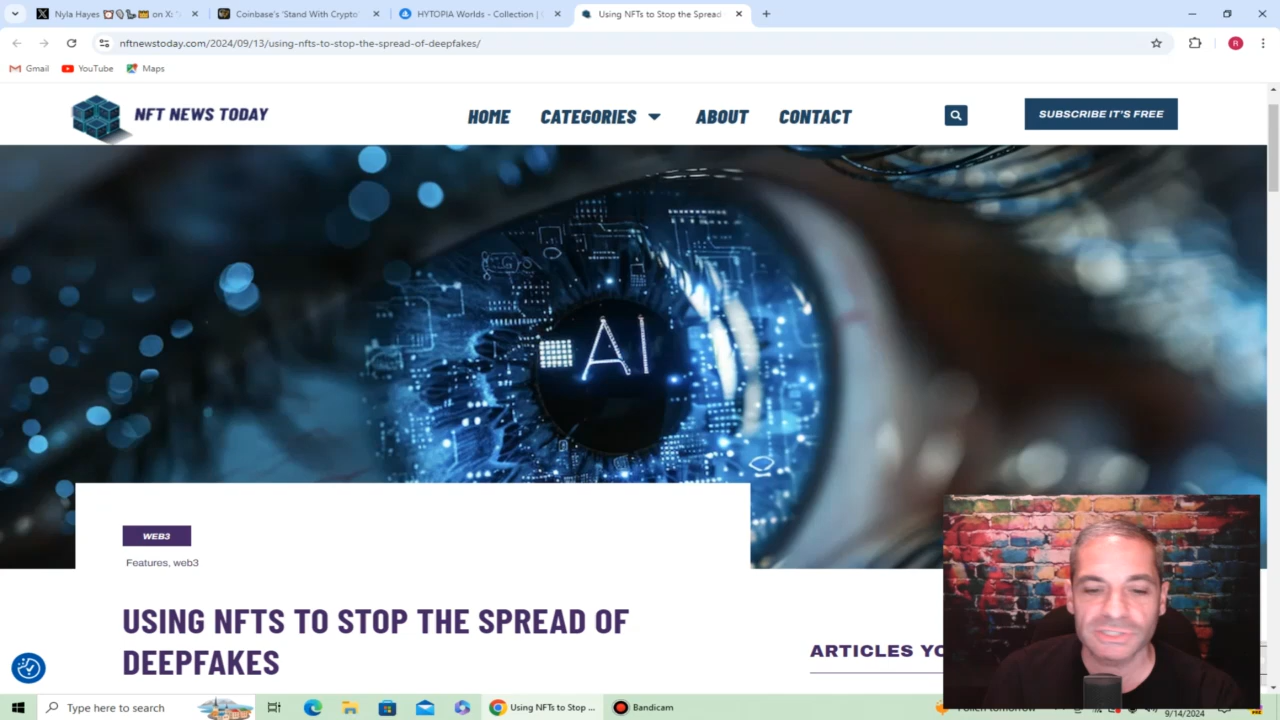 Nyla Hayes on X: "
Coinbase's 'Stand With Crypto'
HYTOPIA Worlds - Collection |
Using NFTs to Stop the Spread
nftnewstoday.com/2024/09/13/using-nfts-to-stop-the-spread-of-deepfakes/
R
Gmail
YouTube
Maps
NFT NEWS TODAY
HOME
CATEGORIES
ABOUT
CONTACT
SUBSCRIBE IT'S FREE
AI
WEB3
Features, web3
USING NFTS TO STOP THE SPREAD OF
DEEPFAKES
ARTICLES YO
Type here to search
Using NFTs to Stop ...
Bandicam
Pollen tomorrow
9/14/2024